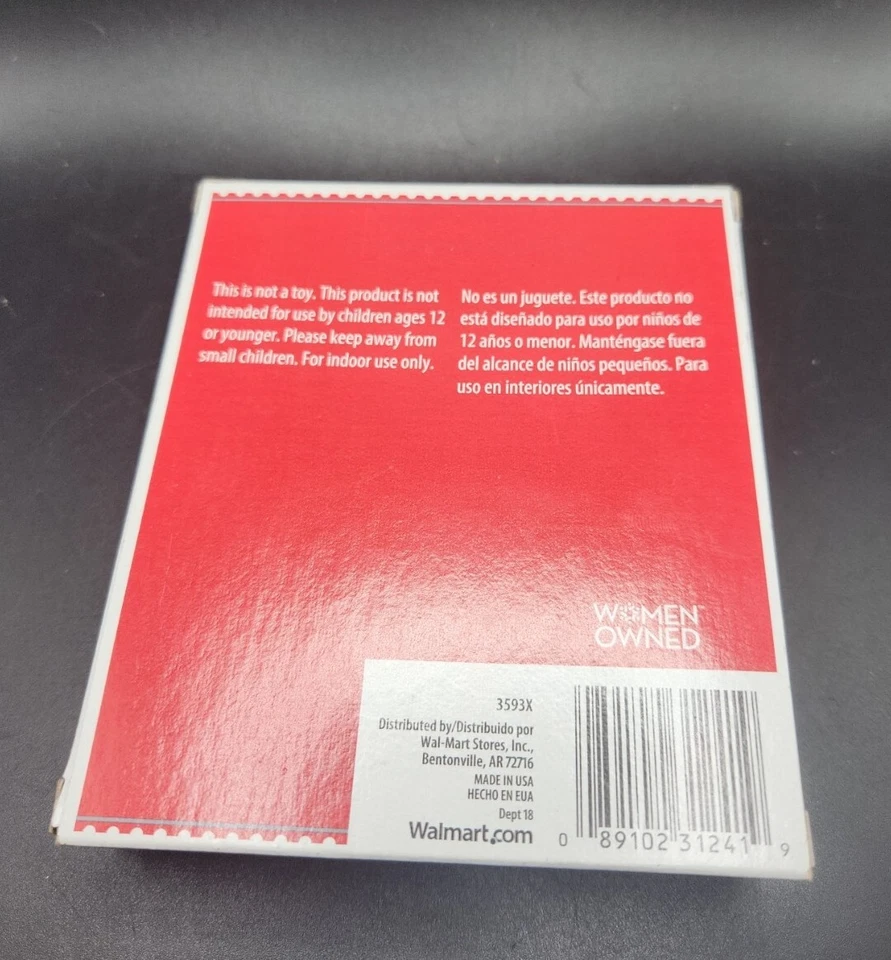 This is not a toy. This product is not
intended for use by children ages 12
or younger. Please keep away from
small children. For indoor use only.
No es un juguete. Este producto no
está diseñado para uso por niños de
12 años o menor. Manténgase fuera
del alcance de niños pequeños. Para
uso en interiores únicamente.
WOMEN™
OWNED
3593X
Distributed by/Distribuido por
Wal-Mart Stores, Inc.,
Bentonville, AR 72716
MADE IN USA
HECHO EN EUA
Dept 18
Walmart.com
0 89102 31241 9